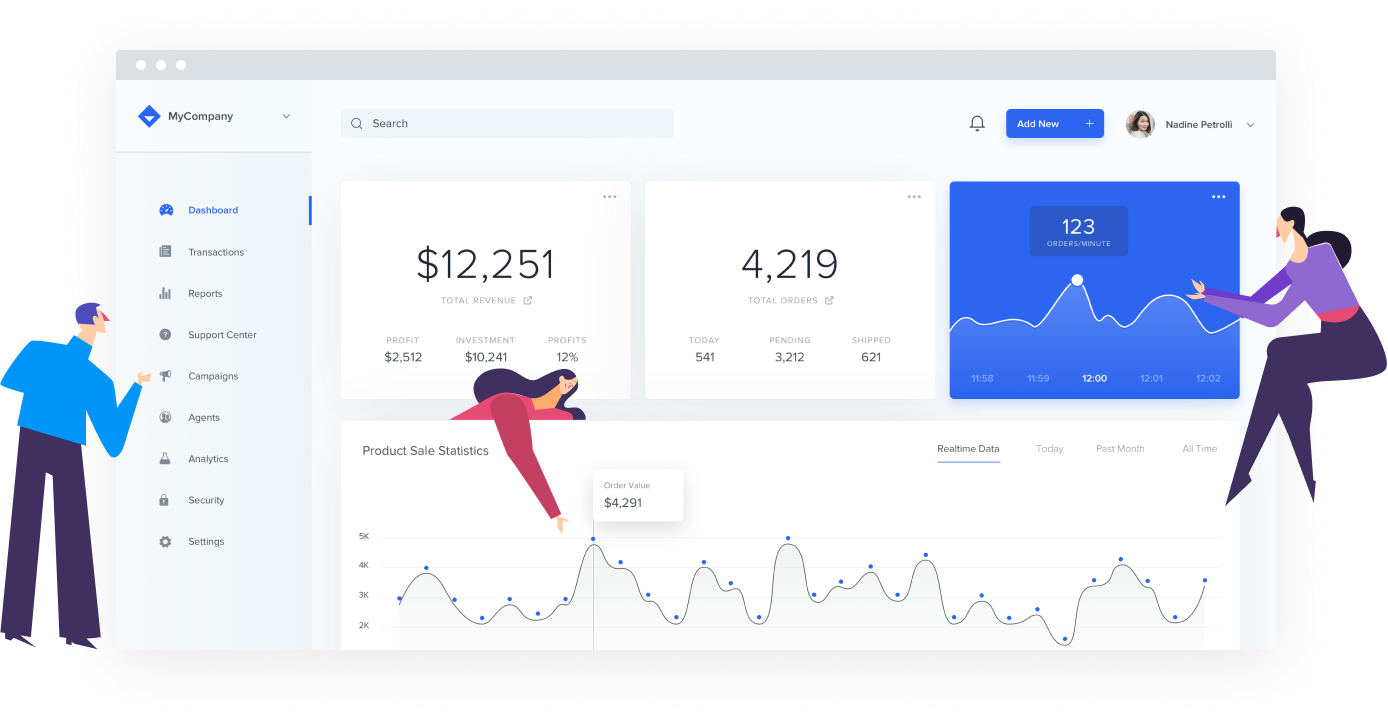 MyCompany
Search
Add New +
Nadine Petrolli
Dashboard
Transactions
Reports
Support Center
Campaigns
Agents
Analytics
Security
Settings
$12,251
TOTAL REVENUE
PROFIT INVESTMENT PROFITS
$2,512 $10,241 12%
4,219
TOTAL ORDERS
TODAY PENDING SHIPPED
541 3,212 621
123
ORDERS/MINUTE
11:58 11:59 12:00 12:01 12:02
Product Sale Statistics
Realtime Data Today Past Month All Time
Order Value
$4,291
5K
4K
3K
2K